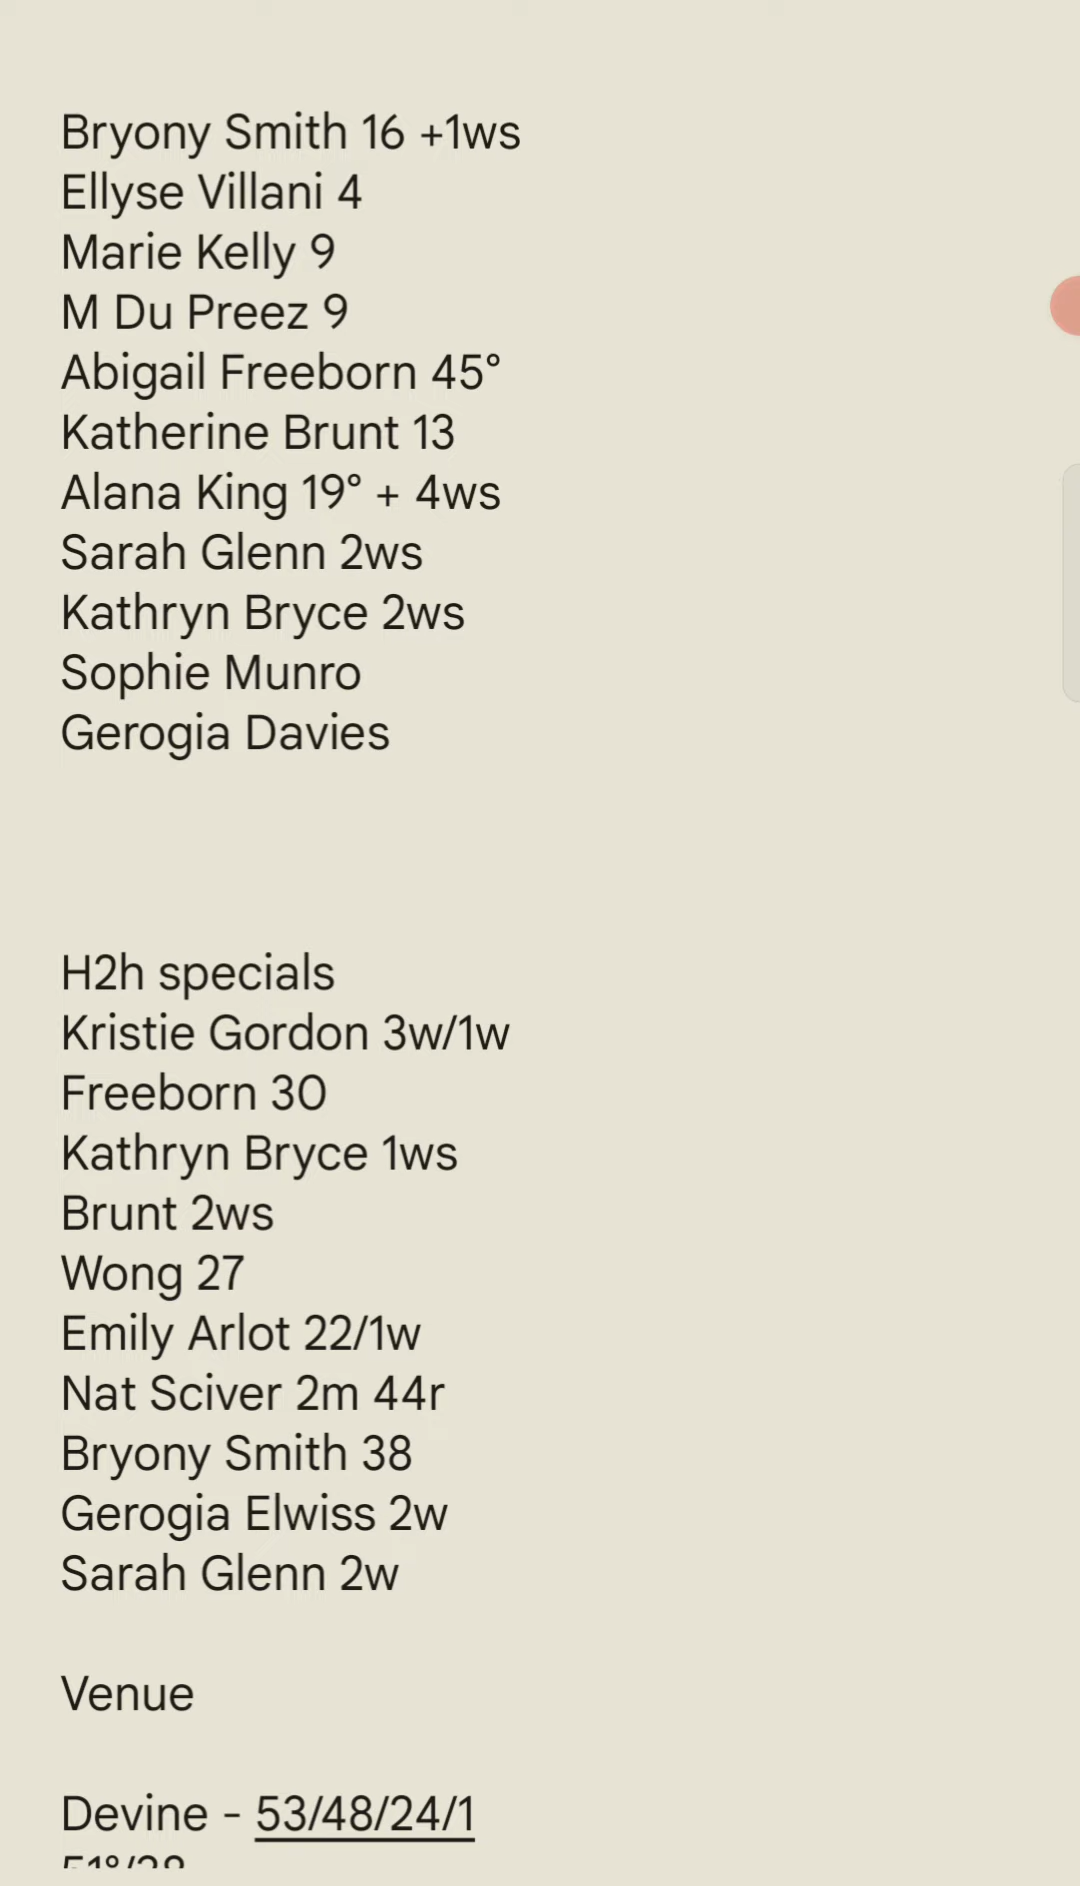 Bryony Smith 16 +1ws
Ellyse Villani 4
Marie Kelly 9
M Du Preez 9
Abigail Freeborn 45°
Katherine Brunt 13
Alana King 19° + 4ws
Sarah Glenn 2ws
Kathryn Bryce 2ws
Sophie Munro
Gerogia Davies
H2h specials
Kristie Gordon 3w/1w
Freeborn 30
Kathryn Bryce 1ws
Brunt 2ws
Wong 27
Emily Arlot 22/1w
Nat Sciver 2m 44r
Bryony Smith 38
Gerogia Elwiss 2w
Sarah Glenn 2w
Venue
Devine - 53/48/24/1